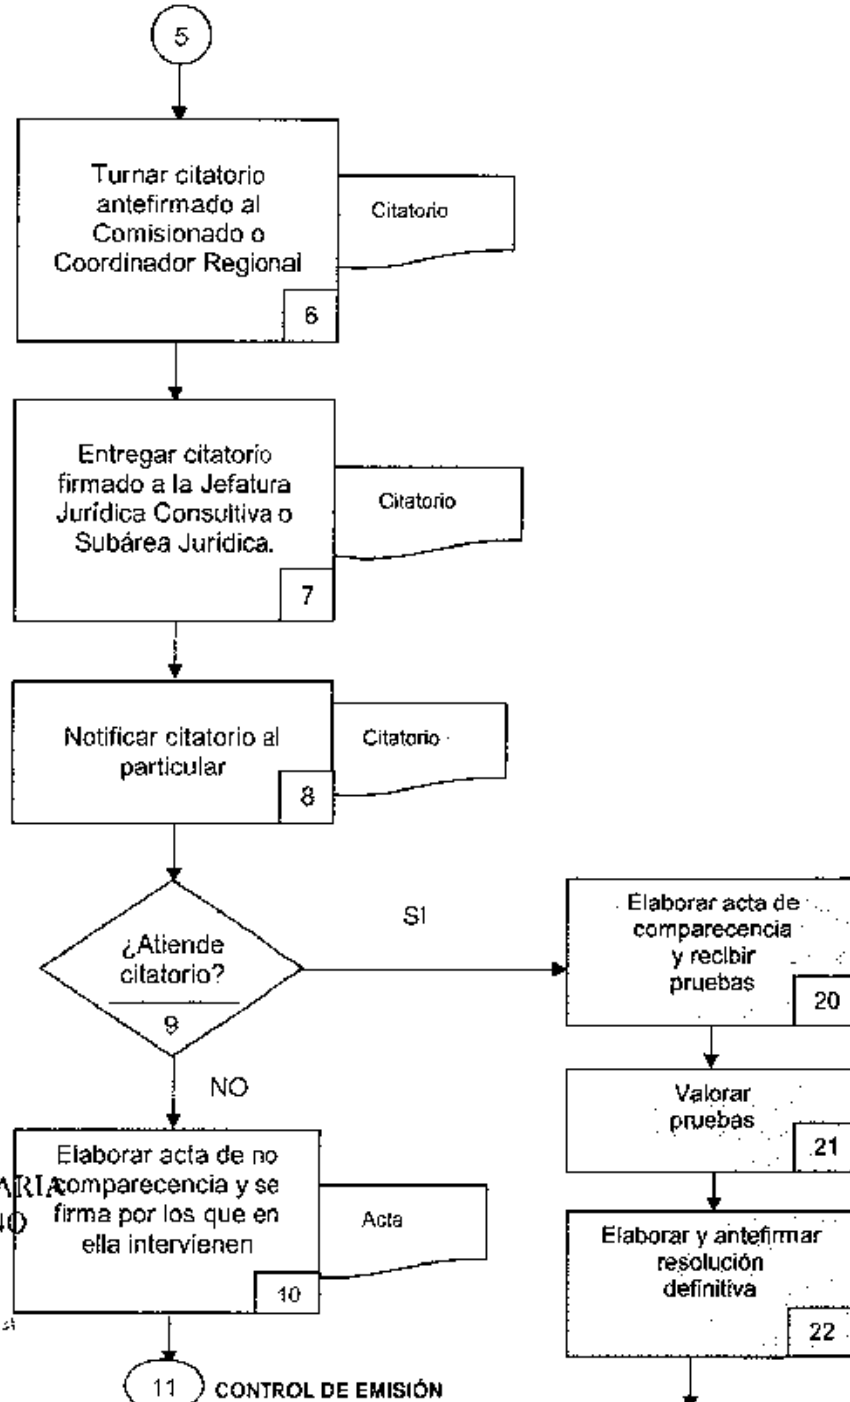 5
Turnar citatorio
antefirmado al
Comisionado o
Coordinador Regional
6
Citatorio
Entregar citatorio
firmado a la Jefatura
Jurídica Consultiva o
Subárea Jurídica.
7
Citatorio
Notificar citatorio al
particular
8
Citatorio
¿Atiende
citatorio?
9
SI
NO
Elaborar acta de
comparecencia
y recibir
pruebas
20
Valorar
pruebas
21
Elaborar y antefirmar
resolución
definitiva
22
Elaborar acta de no
comparecencia y se
firma por los que en
ella intervienen
10
Acta
ARIA
11
CONTROL DE EMISIÓN